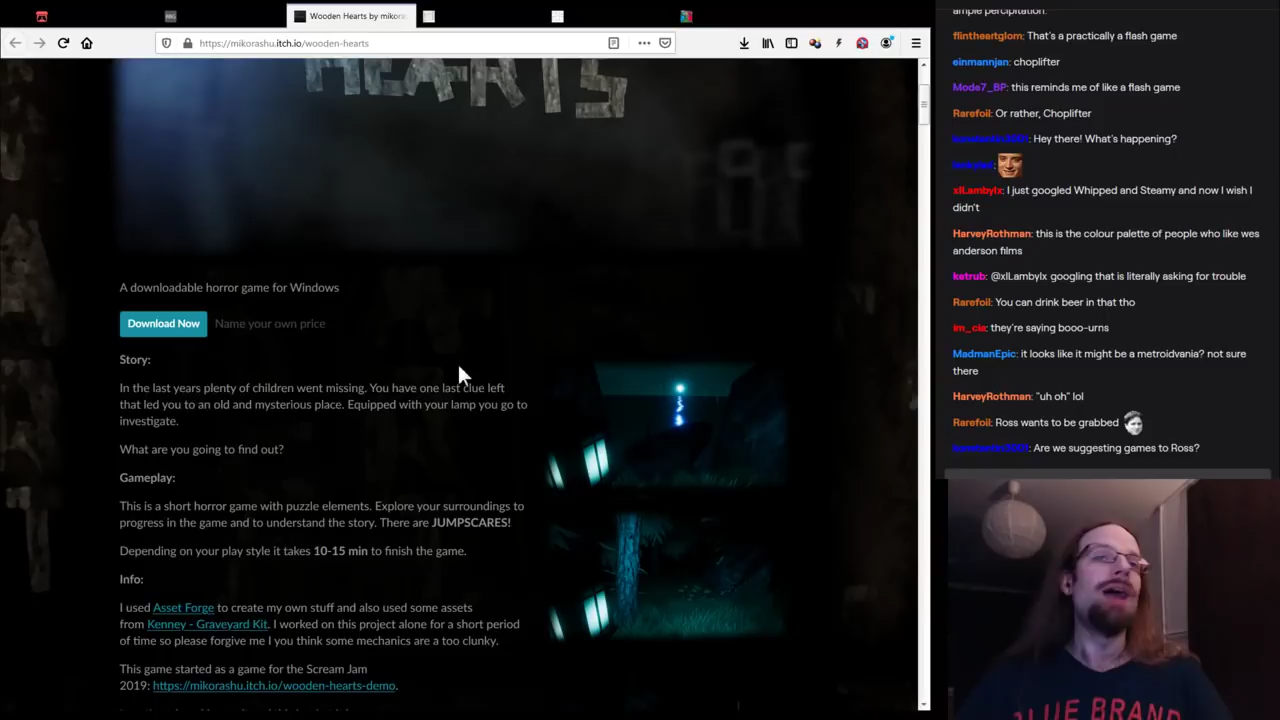 Wooden Hearts by mikora
https://mikorashu.itch.io/wooden-hearts
HEARTS
A downloadable horror game for Windows
Download Now Name your own price
Story:
In the last years plenty of children went missing. You have one last clue left
that led you to an old and mysterious place. Equipped with your lamp you go to
investigate.
What are you going to find out?
Gameplay:
This is a short horror game with puzzle elements. Explore your surroundings to
progress in the game and to understand the story. There are JUMPSCARES!
Depending on your play style it takes 10-15 min to finish the game.
Info:
I used Asset Forge to create my own stuff and also used some assets
from Kenney - Graveyard Kit. I worked on this project alone for a short period
of time so please forgive me I you think some mechanics are a too clunky.
This game started as a game for the Scream Jam
2019: https://mikorashu.itch.io/wooden-hearts-demo.
ample percipitation.
flintheartglom: That's a practically a flash game
einmannjan: choplifter
Mode7_BP: this reminds me of like a flash game
Rarefoil: Or rather, Choplifter
Hey there! What's happening?
xILambylx: I just googled Whipped and Steamy and now I wish I
didn't
HarveyRothman: this is the colour palette of people who like wes
anderson films
ketrub: @xILambylx googling that is literally asking for trouble
Rarefoil: You can drink beer in that tho
im_cia: they're saying booo-urns
MadmanEpic: it looks like it might be a metroidvania? not sure
there
HarveyRothman: "uh oh" lol
Rarefoil: Ross wants to be grabbed
Are we suggesting games to Ross?
BLUE BRAND